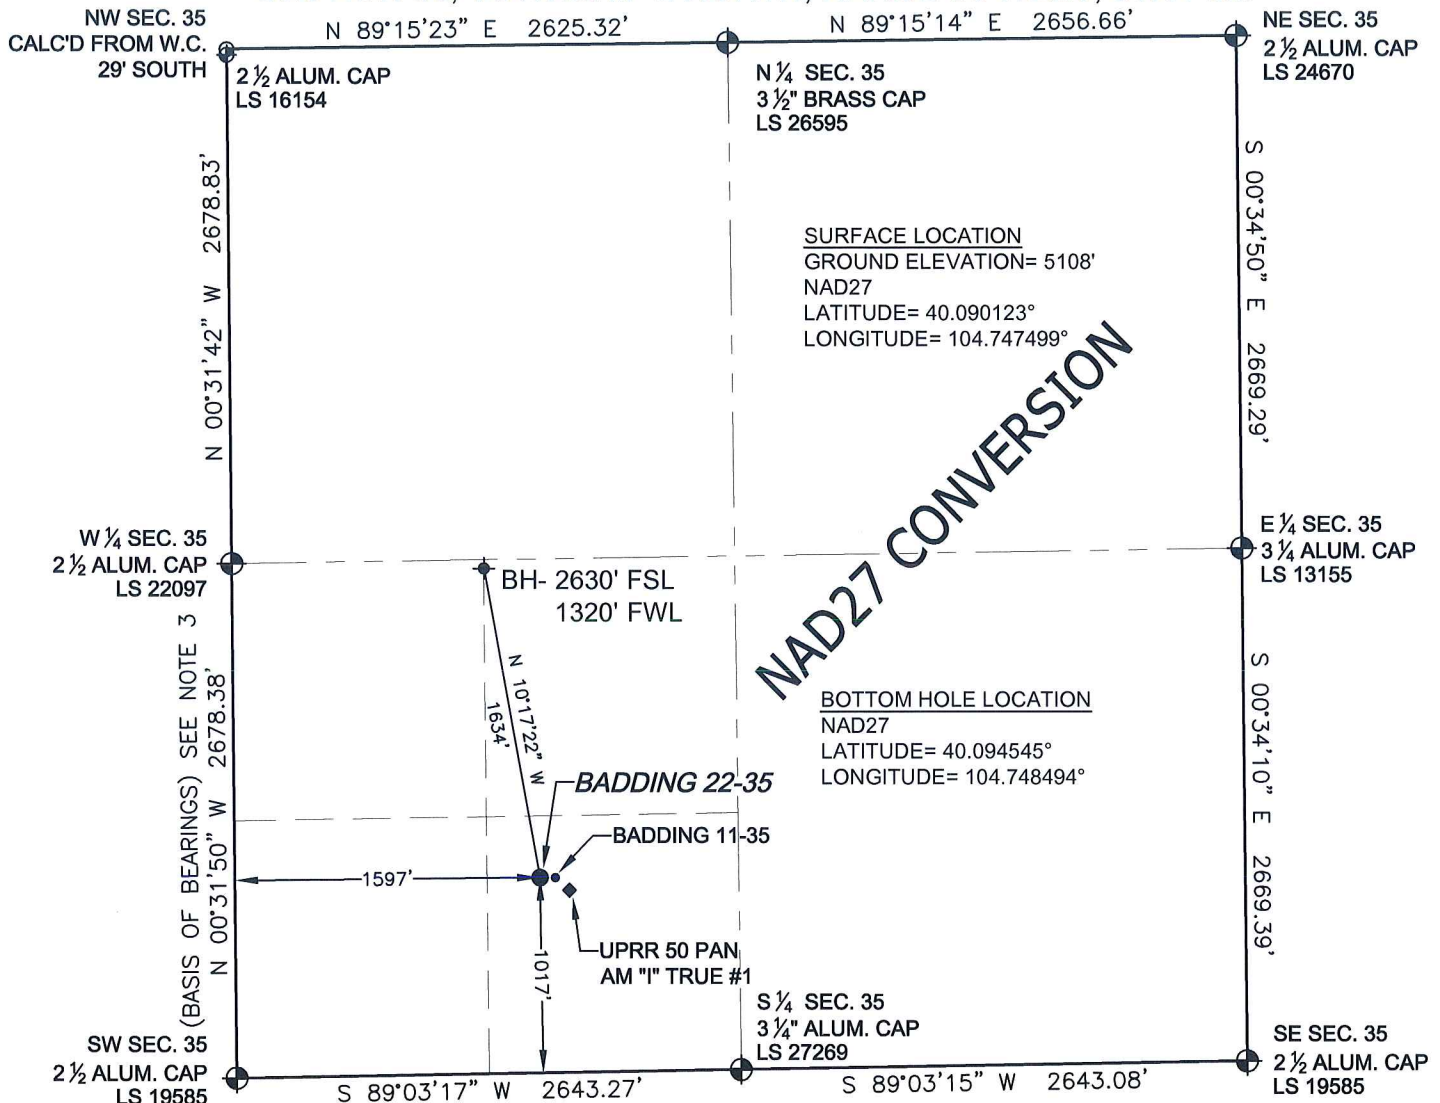 NW SEC. 35
CALC'D FROM W.C.
29' SOUTH
N 89°15'23" E 2625.32'
N 89°15'14" E 2656.66'
NE SEC. 35
2 ½ ALUM. CAP
LS 24670
2 ½ ALUM. CAP
LS 16154
N ¼ SEC. 35
3 ½" BRASS CAP
LS 26595
N 00°31'42" W 2678.83'
S 00°34'50" E 2669.29'
SURFACE LOCATION
GROUND ELEVATION= 5108'
NAD27
LATITUDE= 40.090123°
LONGITUDE= 104.747499°
NAD27 CONVERSION
W ¼ SEC. 35
2 ½ ALUM. CAP
LS 22097
E ¼ SEC. 35
3 ¼ ALUM. CAP
LS 13155
BH- 2630' FSL
1320' FWL
(BASIS OF BEARINGS) SEE NOTE 3
N 00°31'50" W 2678.38'
N 10°17'22" W
1634'
S 00°34'10" E 2669.39'
BOTTOM HOLE LOCATION
NAD27
LATITUDE= 40.094545°
LONGITUDE= 104.748494°
BADDING 22-35
BADDING 11-35
1597'
1017'
UPRR 50 PAN
AM "I" TRUE #1
SW SEC. 35
2 ½ ALUM. CAP
LS 19585
S ¼ SEC. 35
3 ¼" ALUM. CAP
LS 27269
SE SEC. 35
2 ½ ALUM. CAP
LS 19585
S 89°03'17" W 2643.27'
S 89°03'15" W 2643.08'